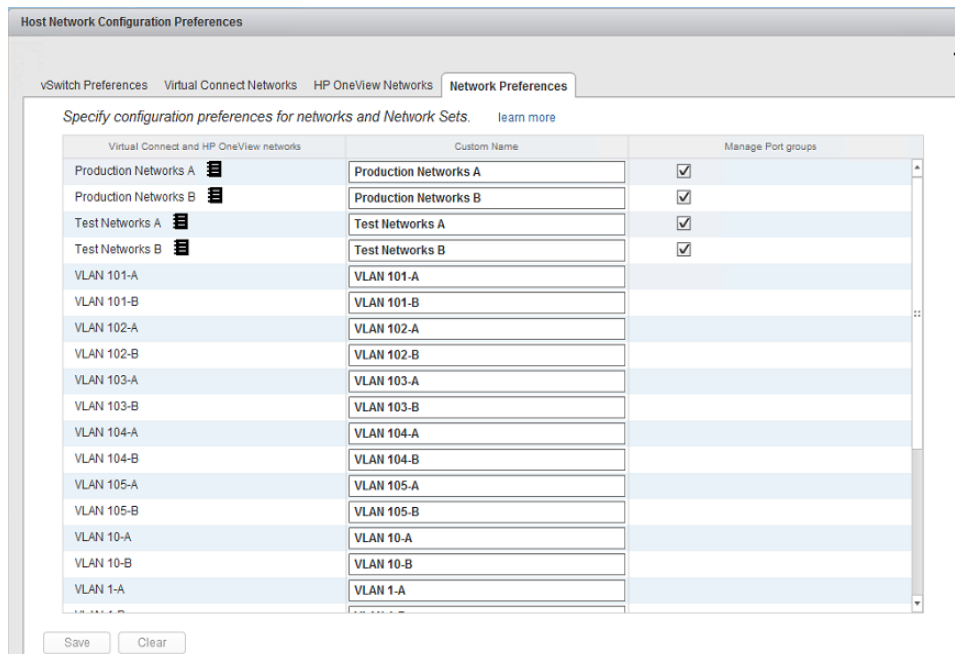 Host Network Configuration Preferences
vSwitch Preferences Virtual Connect Networks HP OneView Networks Network Preferences
Specify configuration preferences for networks and Network Sets. learn more
Virtual Connect and HP OneView networks Custom Name Manage Port groups
Production Networks A Production Networks A
Production Networks B Production Networks B
Test Networks A Test Networks A
Test Networks B Test Networks B
VLAN 101-A VLAN 101-A
VLAN 101-B VLAN 101-B
VLAN 102-A VLAN 102-A
VLAN 102-B VLAN 102-B
VLAN 103-A VLAN 103-A
VLAN 103-B VLAN 103-B
VLAN 104-A VLAN 104-A
VLAN 104-B VLAN 104-B
VLAN 105-A VLAN 105-A
VLAN 105-B VLAN 105-B
VLAN 10-A VLAN 10-A
VLAN 10-B VLAN 10-B
VLAN 1-A VLAN 1-A
Save Clear